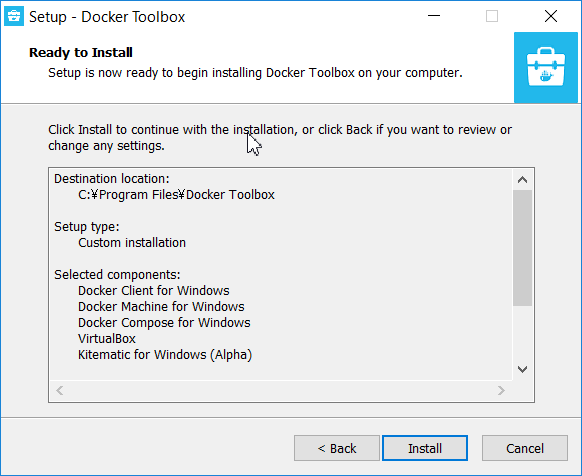 Setup - Docker Toolbox
Ready to Install
Setup is now ready to begin installing Docker Toolbox on your computer.
Click Install to continue with the installation, or click Back if you want to review or
change any settings.
Destination location:
C:¥Program Files¥Docker Toolbox
Setup type:
Custom installation
Selected components:
Docker Client for Windows
Docker Machine for Windows
Docker Compose for Windows
VirtualBox
Kitematic for Windows (Alpha)
< Back
Install
Cancel